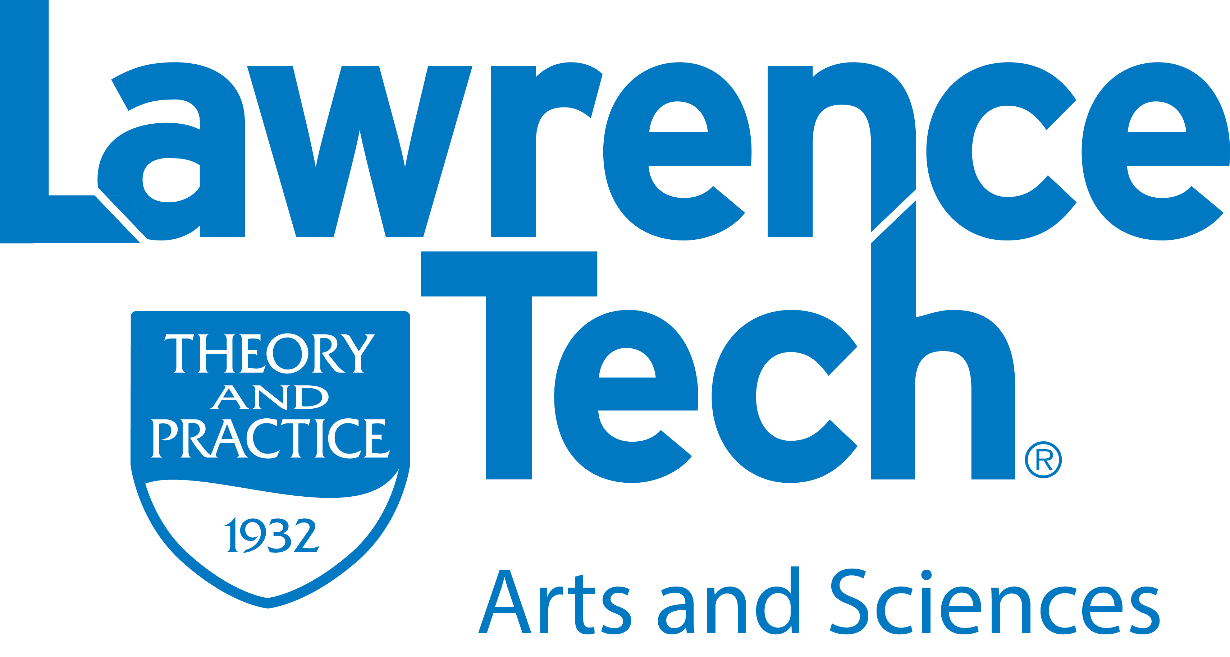 Lawrence
Tech®
THEORY
AND
PRACTICE
1932
Arts and Sciences